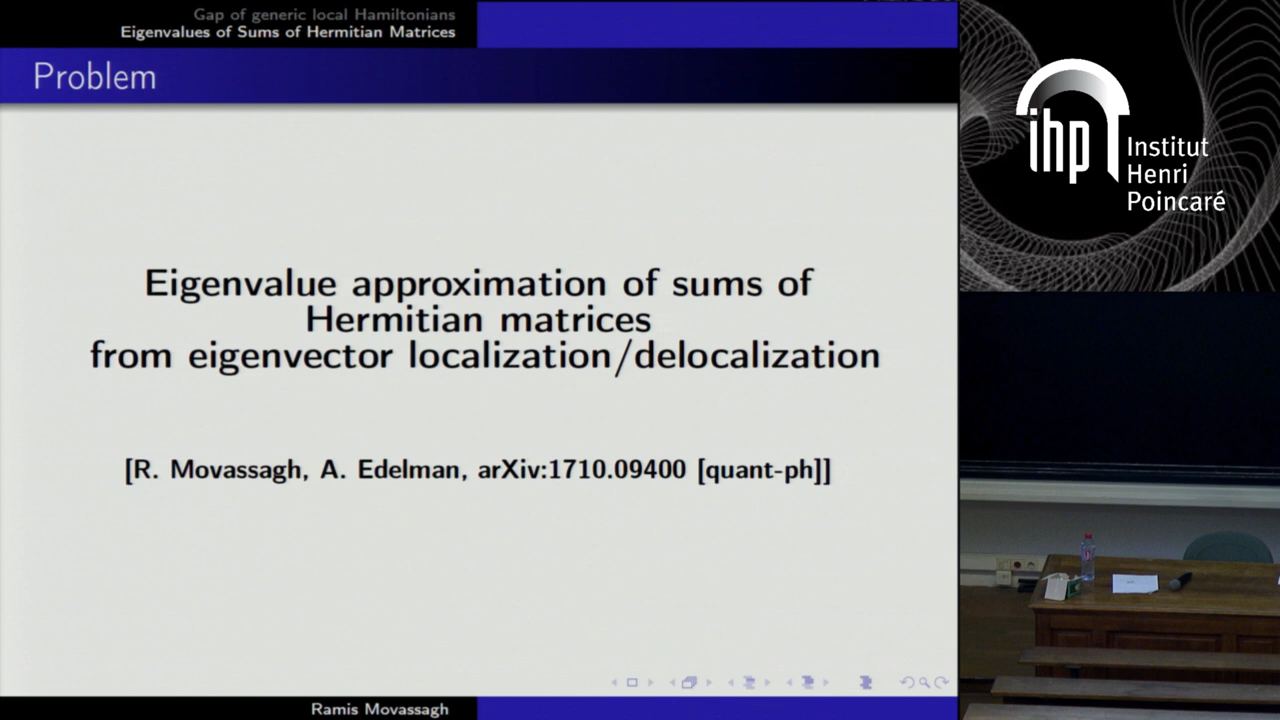 Gap of generic local Hamiltonians
Eigenvalues of Sums of Hermitian Matrices
Problem
Eigenvalue approximation of sums of
Hermitian matrices
from eigenvector localization/delocalization
[R. Movassagh, A. Edelman, arXiv:1710.09400 [quant-ph]]
Ramis Movassagh
ihp
Institut
Henri
Poincaré